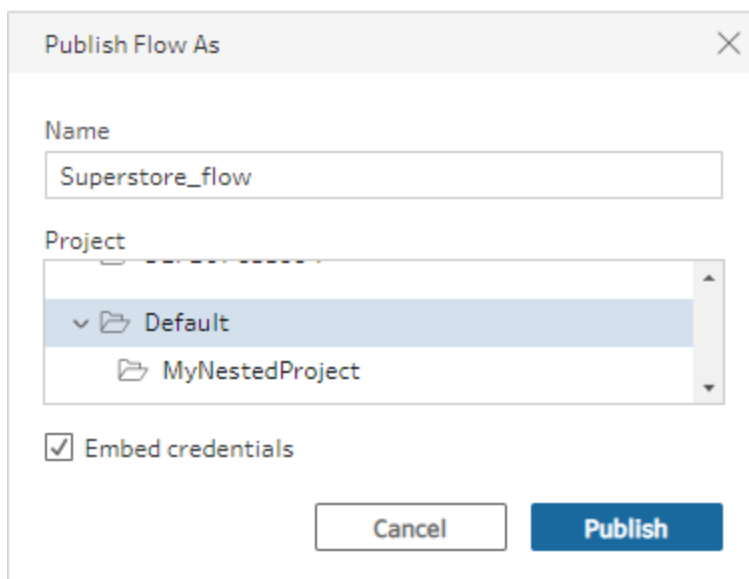 Publish Flow As
Name
Superstore_flow
Project
Default
MyNestedProject
Embed credentials
Cancel
Publish